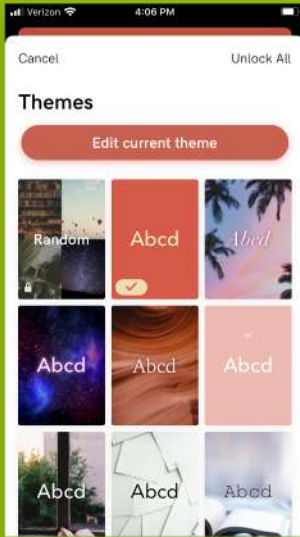 Verizon 4:06 PM
Cancel Unlock All
Themes
Edit current theme
Random Abcd Abcd
Abcd Abcd Abcd
Abcd Abcd Abcd